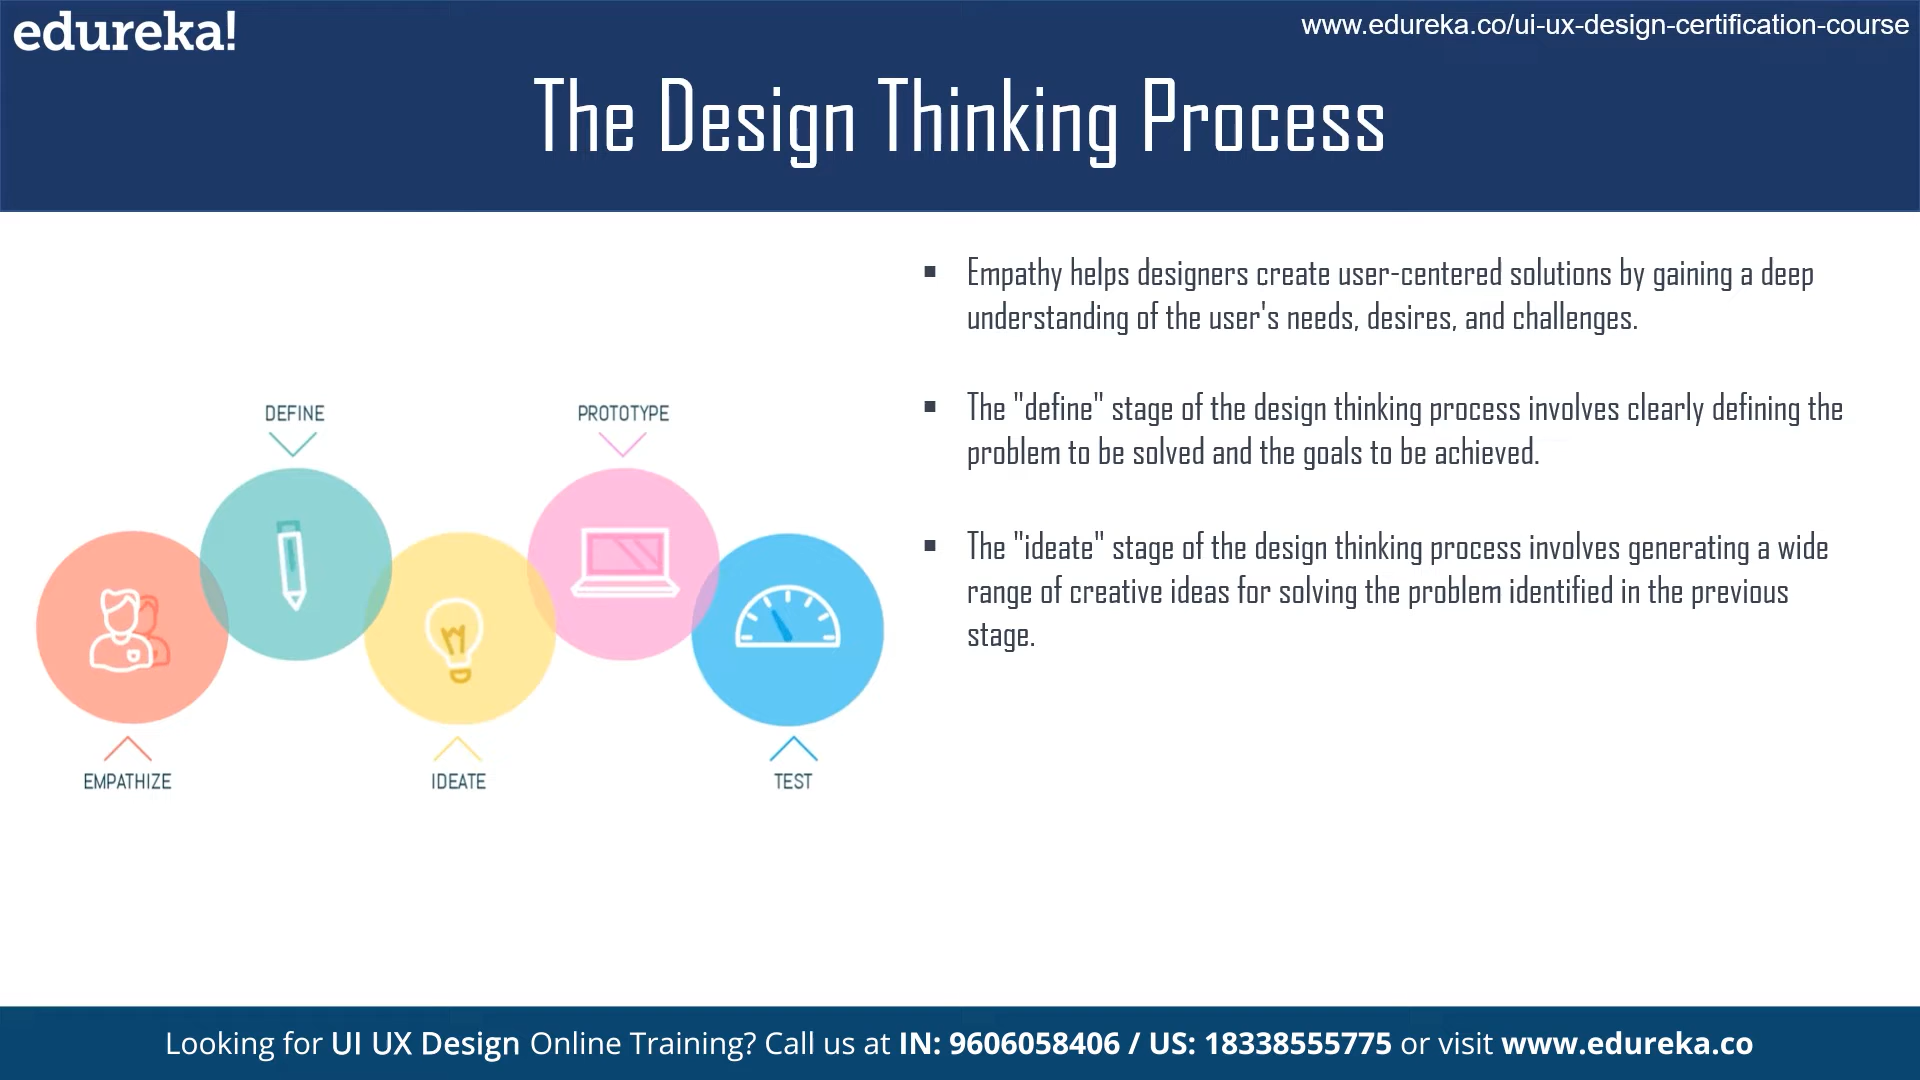 edureka!
www.edureka.co/ui-ux-design-certification-course
The Design Thinking Process
▪ Empathy helps designers create user-centered solutions by gaining a deep
understanding of the user's needs, desires, and challenges.
▪ The "define" stage of the design thinking process involves clearly defining the
problem to be solved and the goals to be achieved.
▪ The "ideate" stage of the design thinking process involves generating a wide
range of creative ideas for solving the problem identified in the previous
stage.
DEFINE
PROTOTYPE
EMPATHIZE
IDEATE
TEST
Looking for UI UX Design Online Training? Call us at IN: 9606058406 / US: 18338555775 or visit www.edureka.co